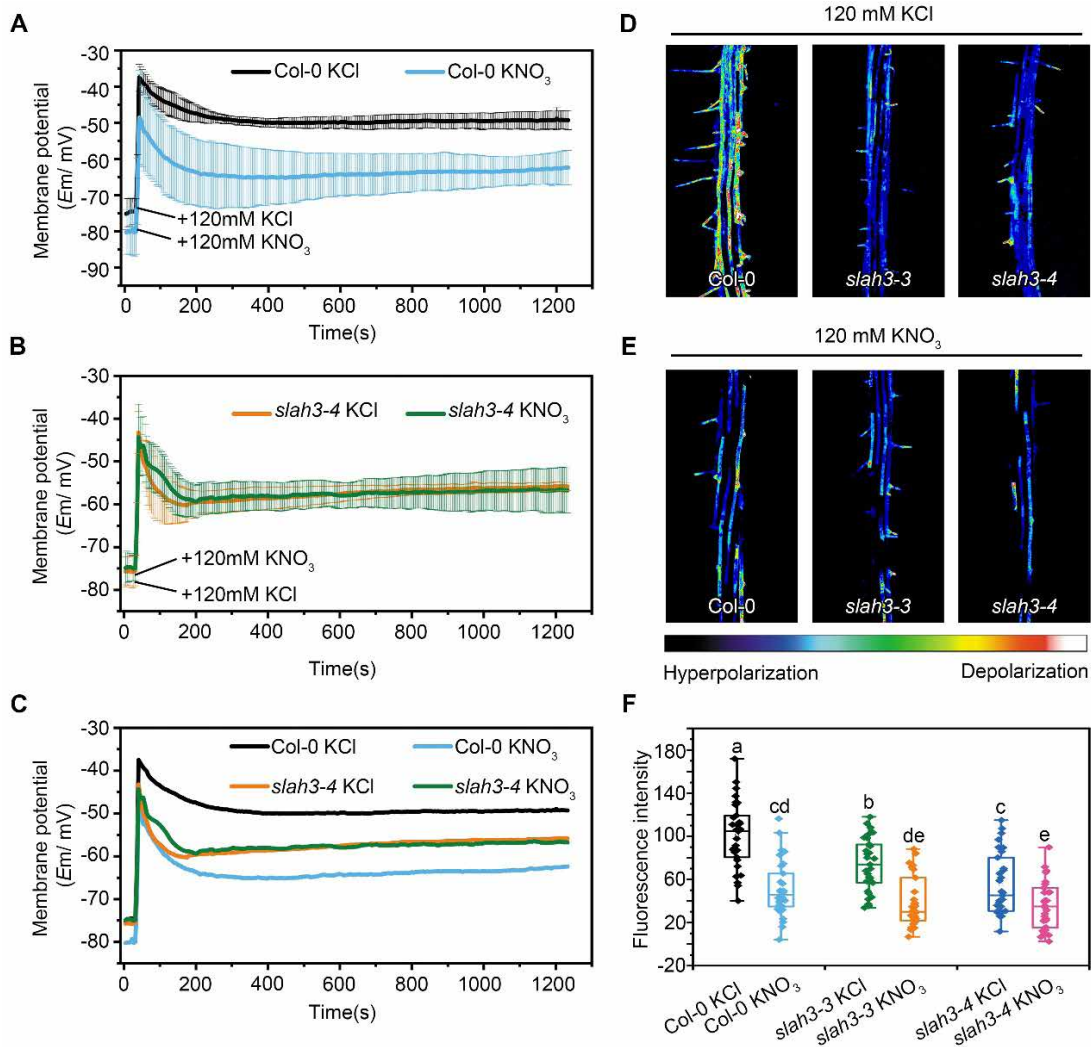 A
Membrane potential
(Em/ mV)
-30
-40
-50
-60
-70
-80
-90
Col-0 KCl
Col-0 KNO₃
+120mM KCl
+120mM KNO₃
0
200
400
600
800
1000
1200
Time(s)
B
Membrane potential
(Em/ mV)
-30
-40
-50
-60
-70
-80
slah3-4 KCl
slah3-4 KNO₃
+120mM KNO₃
+120mM KCl
0
200
400
600
800
1000
1200
Time(s)
C
Membrane potential
(Em/ mV)
-30
-40
-50
-60
-70
-80
Col-0 KCl
Col-0 KNO₃
slah3-4 KCl
slah3-4 KNO₃
0
200
400
600
800
1000
1200
Time(s)
D
120 mM KCl
Col-0
slah3-3
slah3-4
E
120 mM KNO₃
Col-0
slah3-3
slah3-4
Hyperpolarization
Depolarization
F
Fluorescence intensity
180
140
100
60
20
-20
a
cd
b
de
c
e
Col-0 KCl
Col-0 KNO₃
slah3-3 KCl
slah3-3 KNO₃
slah3-4 KCl
slah3-4 KNO₃